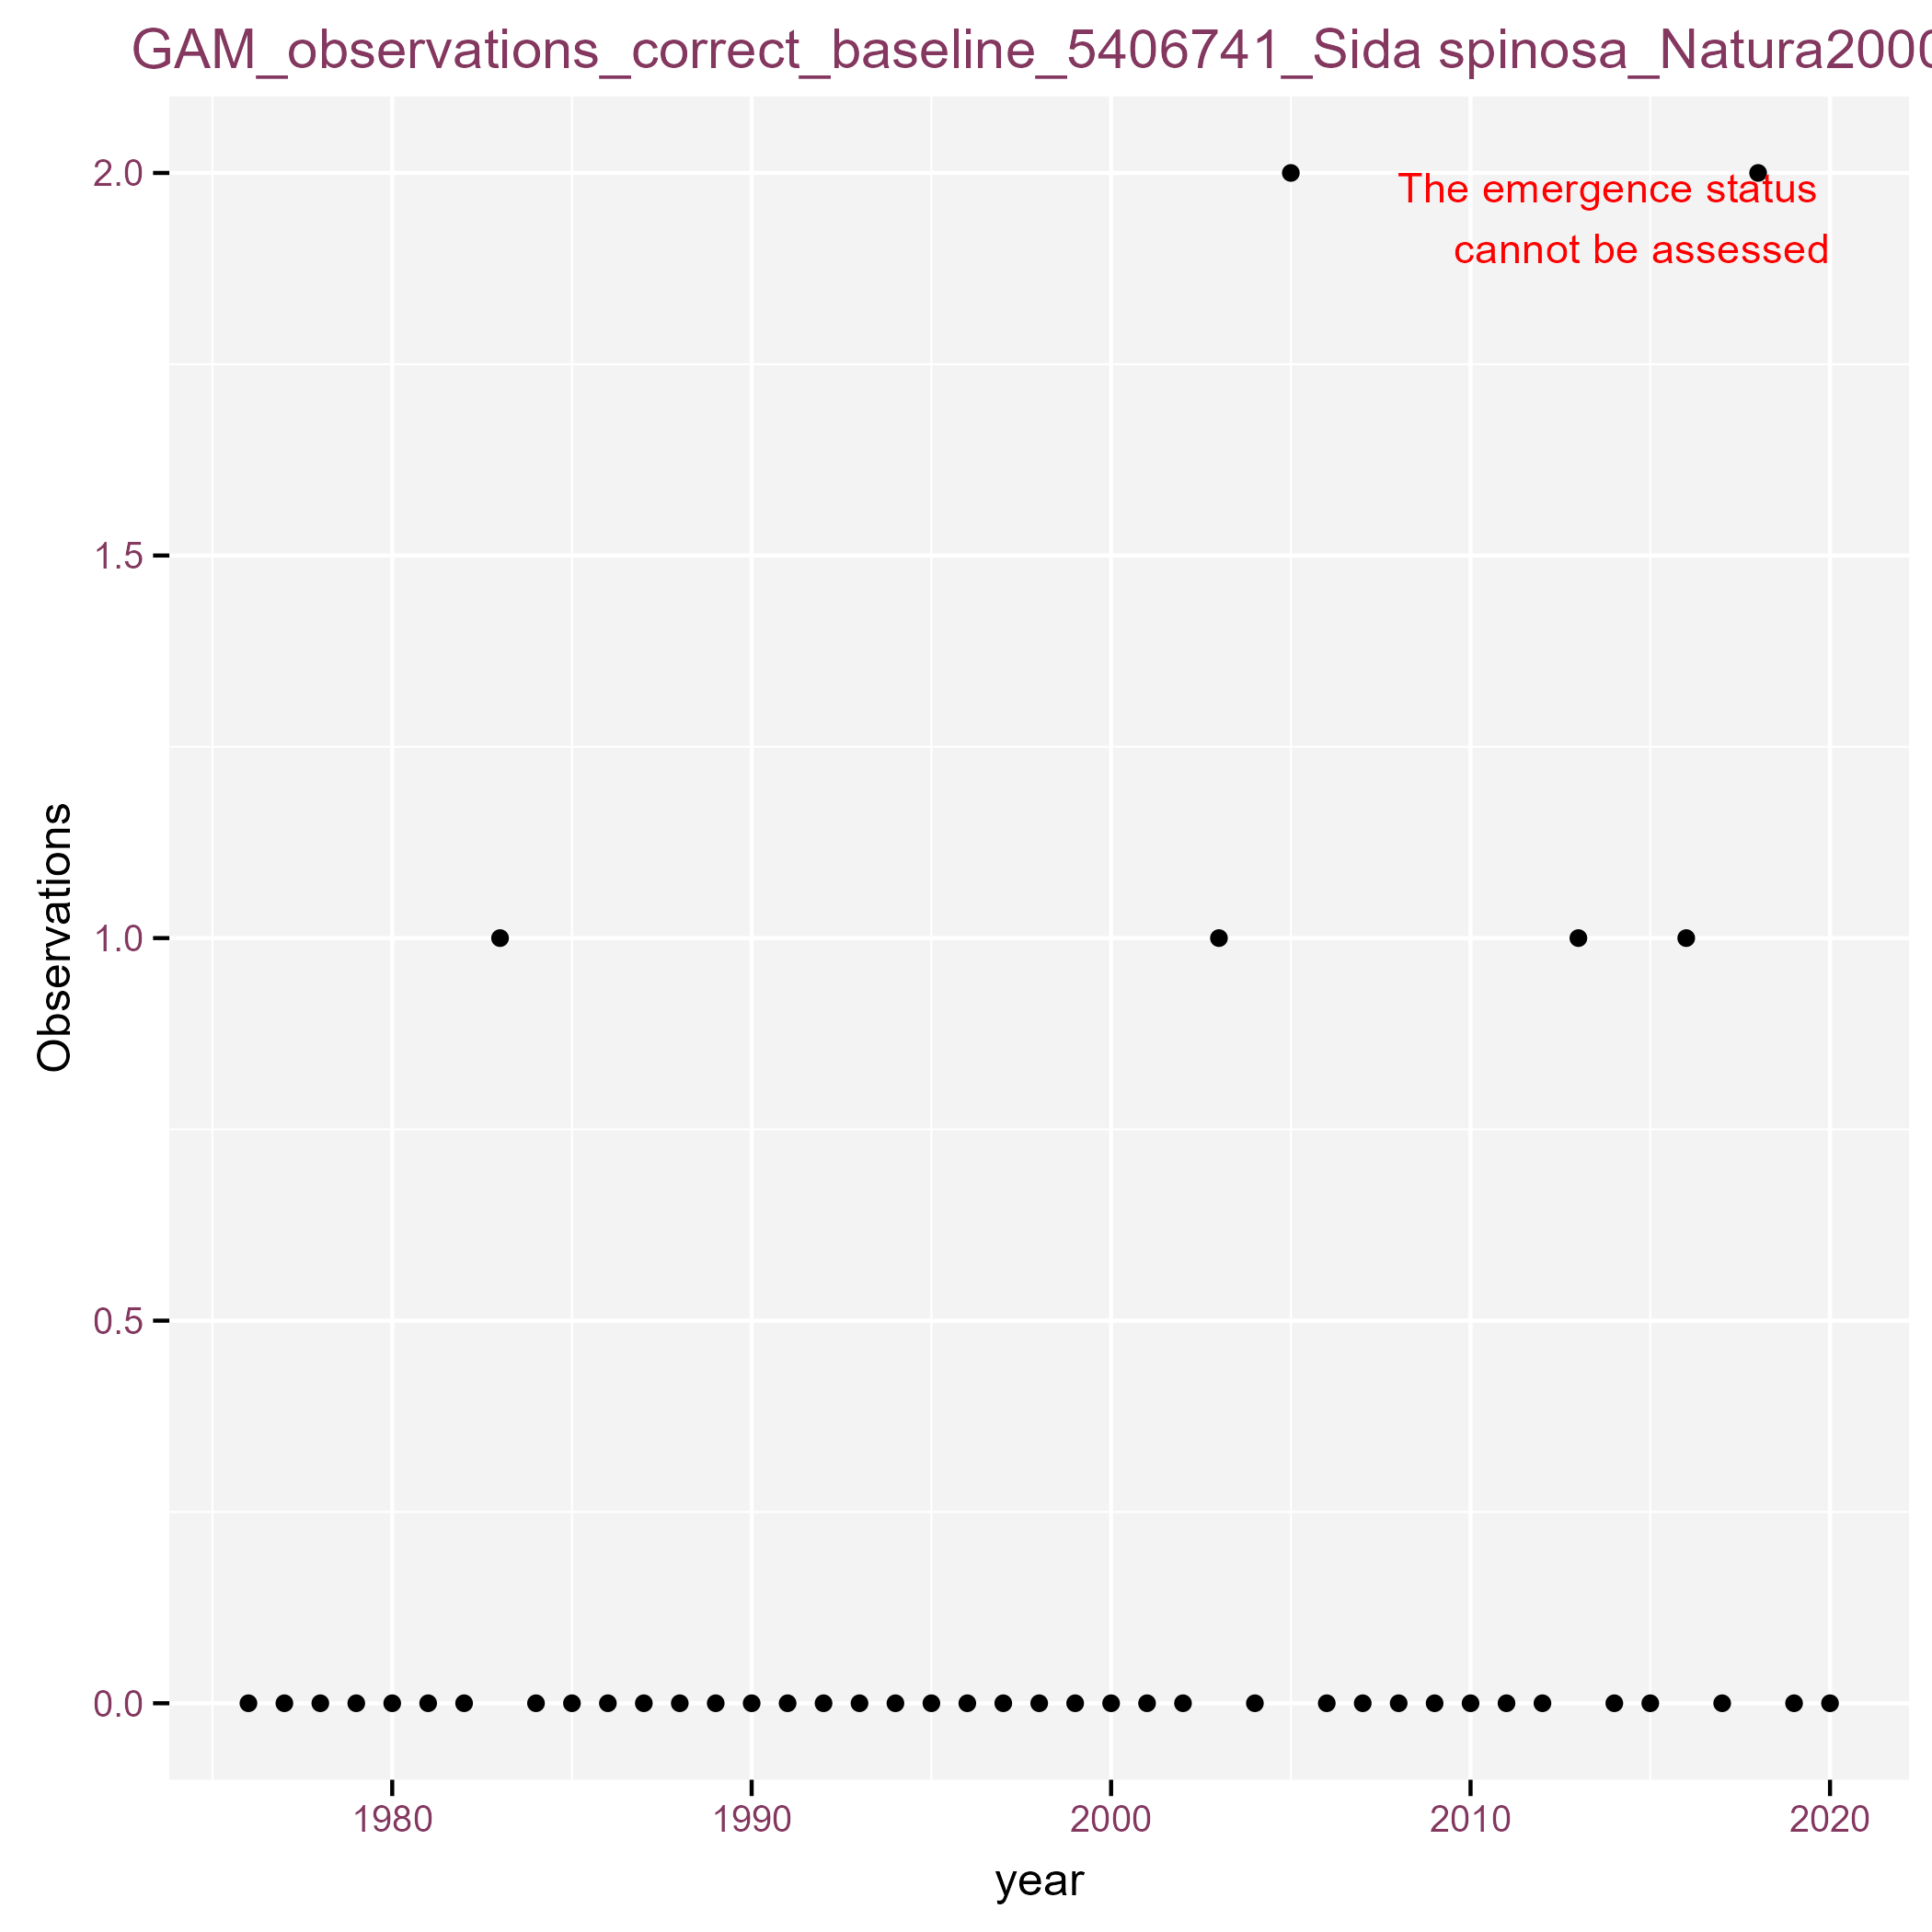 GAM_observations_correct_baseline_5406741_Sida spinosa_Natura2000
The emergence status
cannot be assessed
2.0
1.5
1.0
0.5
0.0
Observations
1980 1990 2000 2010 2020
year